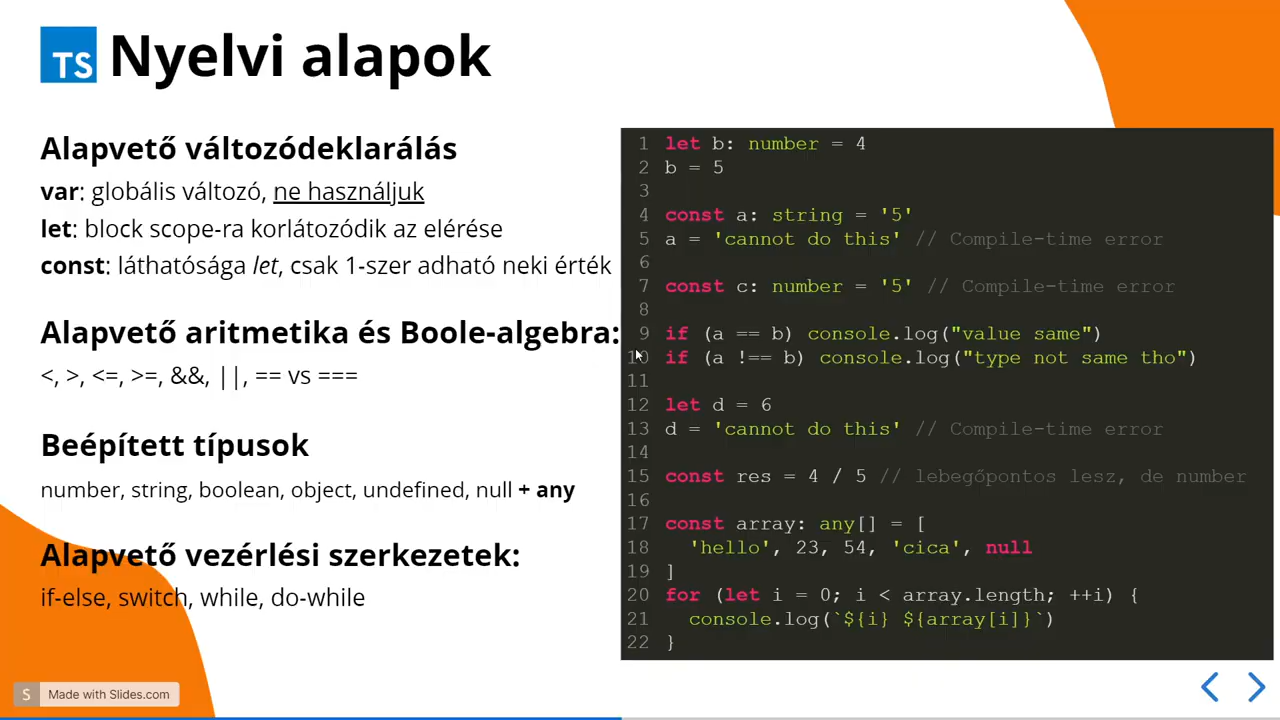 TS Nyelvi alapok
Alapvető változódeklarálás
var: globális változó, ne használjuk
let: block scope-ra korlátozódik az elérése
const: láthatósága let, csak 1-szer adható neki érték
Alapvető aritmetika és Boole-algebra:
<, >, <=, >=, &&, ||, == vs ===
Beépített típusok
number, string, boolean, object, undefined, null + any
Alapvető vezérlési szerkezetek:
if-else, switch, while, do-while
1 let b: number = 4
2 b = 5
3
4 const a: string = '5'
5 a = 'cannot do this' // Compile-time error
6
7 const c: number = '5' // Compile-time error
8
9 if (a == b) console.log("value same")
10 if (a !== b) console.log("type not same tho")
11
12 let d = 6
13 d = 'cannot do this' // Compile-time error
14
15 const res = 4 / 5 // lebegőpontos lesz, de number
16
17 const array: any[] = [
18 'hello', 23, 54, 'cica', null
19 ]
20 for (let i = 0; i < array.length; ++i) {
21 console.log(`${i} ${array[i]}`)
22 }
S Made with Slides.com